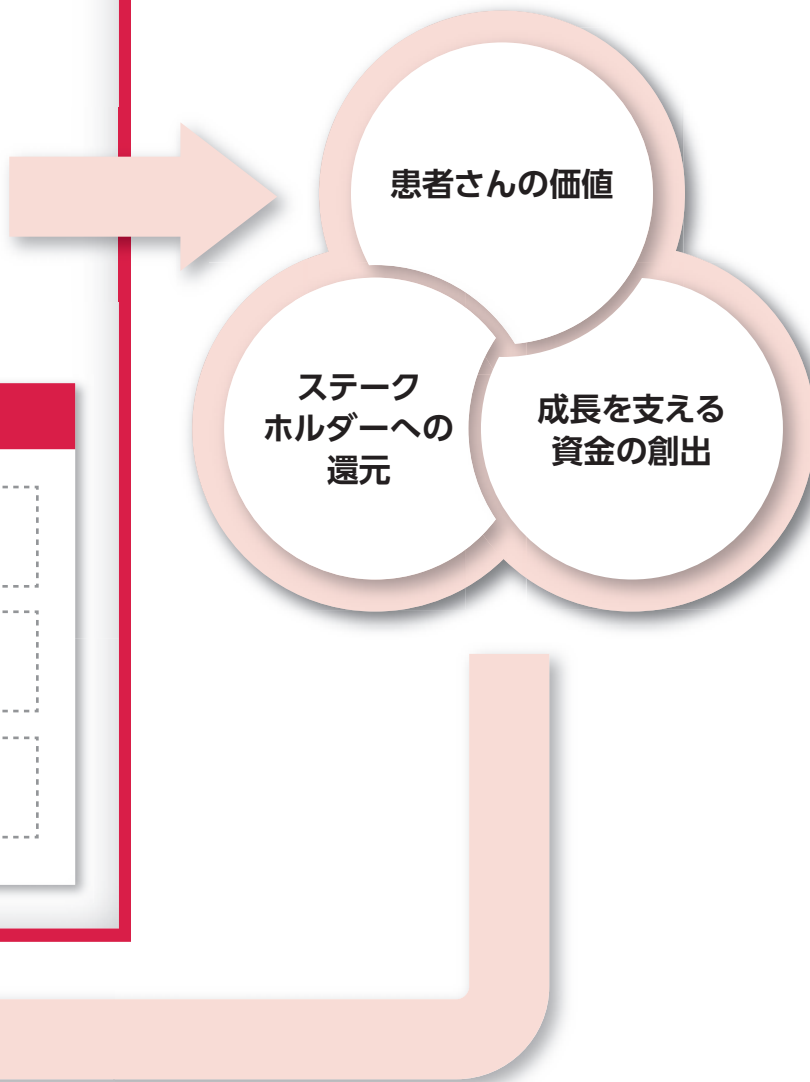 患者さんの価値
ステーク
ホルダーへの
還元
成長を支える
資金の創出